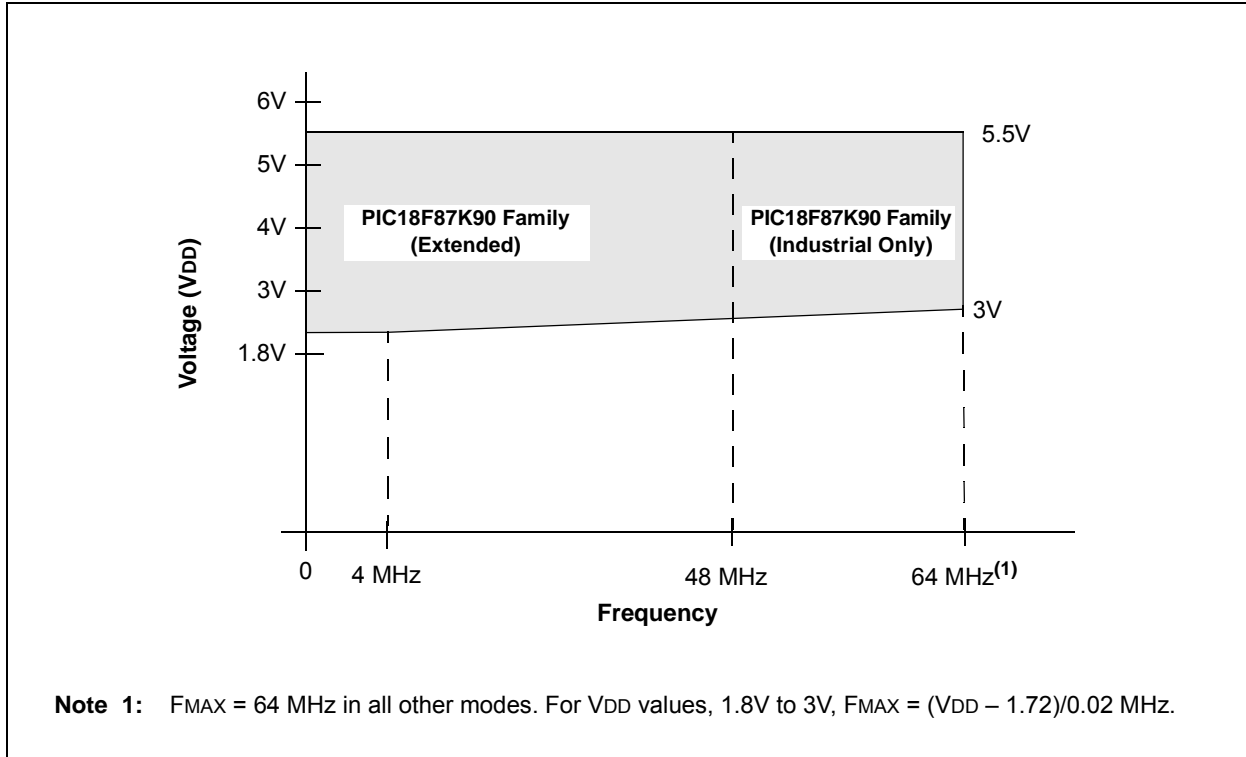 6V
5.5V
5V
PIC18F87K90 Family
(Extended)
PIC18F87K90 Family
(Industrial Only)
4V
3V
3V
1.8V
Voltage (VDD)
0
4 MHz
48 MHz
64 MHz(1)
Frequency
Note 1: FMAX = 64 MHz in all other modes. For VDD values, 1.8V to 3V, FMAX = (VDD – 1.72)/0.02 MHz.